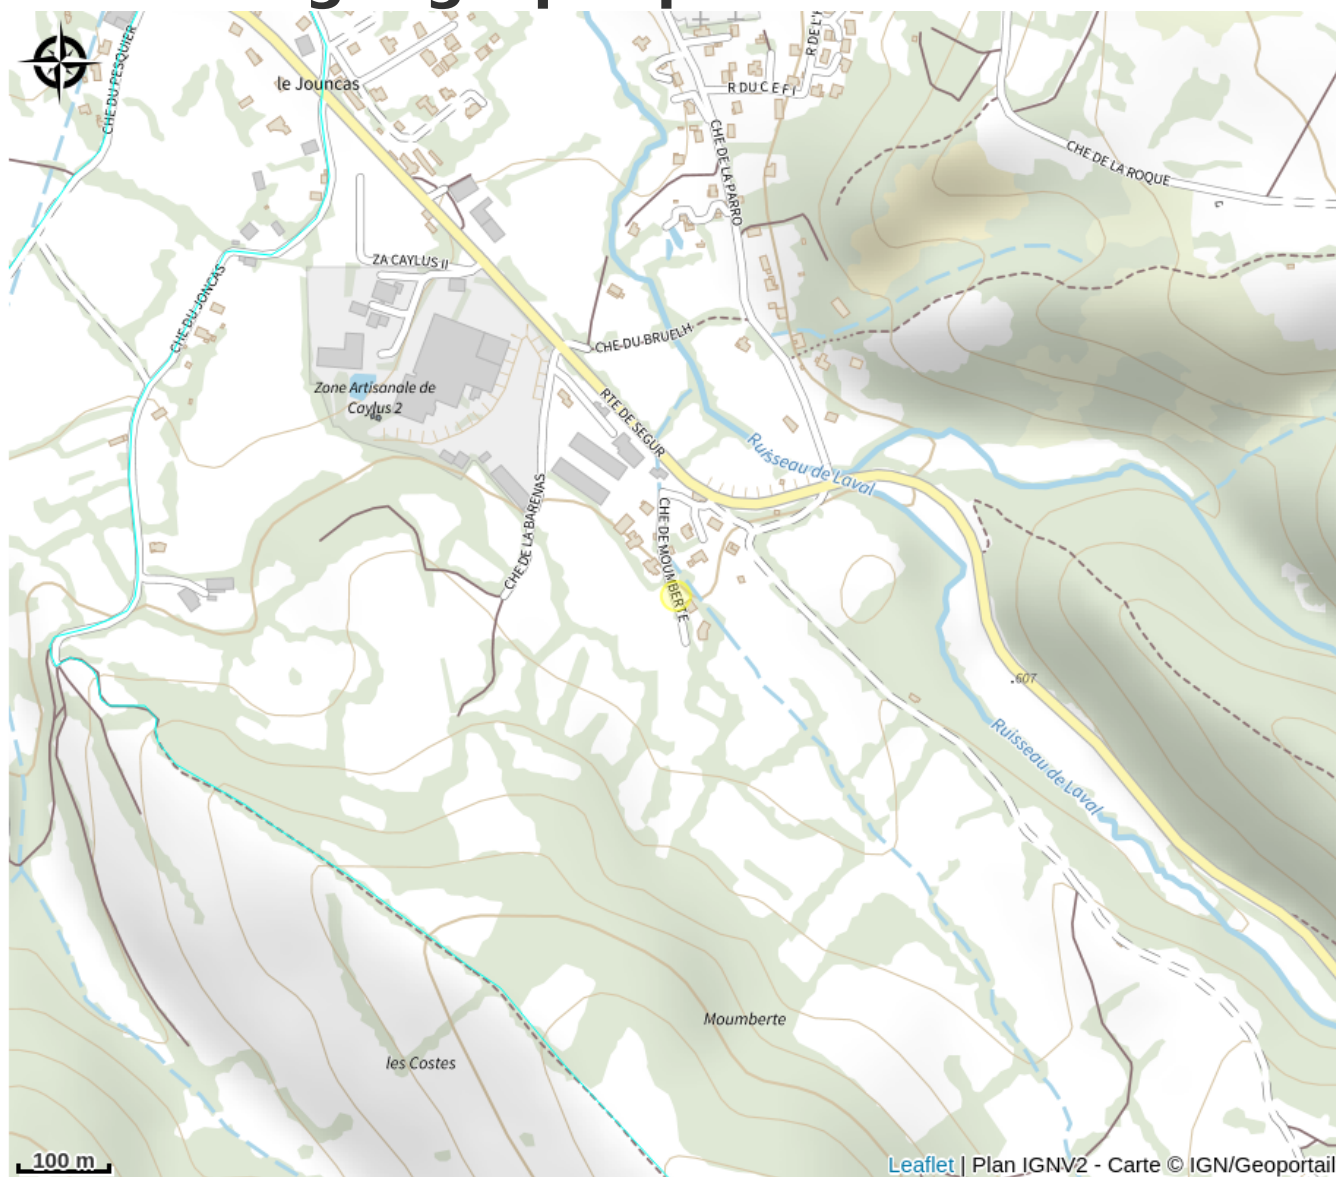 CHE DU PESQUIER
le Jouncas
R DU CEFI
CHE DE LA PARRO
CHE DE LA ROQUE
ZA CAYLUS II
CHE DU JONCAS
CHE DU BRUELH
Zone Artisanale de
Caylus 2
RTE DE SEGUR
Ruisseau de Laval
CHE DE LA BARENAS
CHE DE MOUMBERTE
607
Ruisseau de Laval
Moumberte
les Costes
100 m
Leaflet | Plan IGNV2 - Carte © IGN/Geoportail